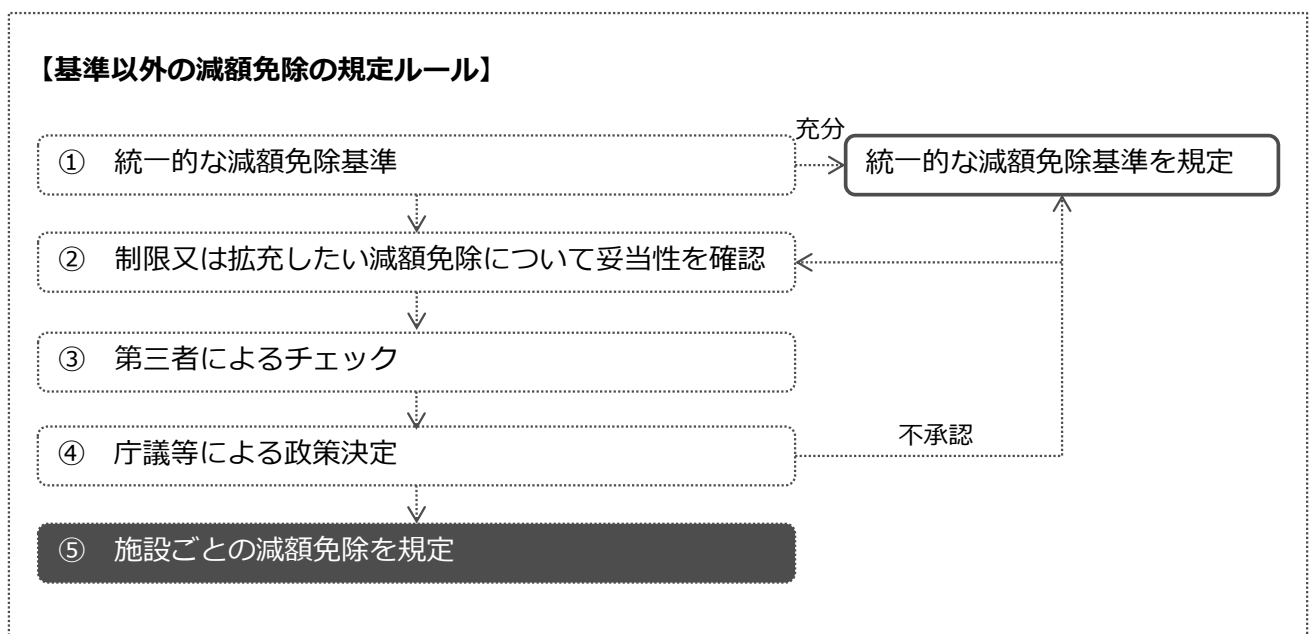 【基準以外の減額免除の規定ルール】
充分
① 統一的な減額免除基準
統一的な減額免除基準を規定
② 制限又は拡充したい減額免除について妥当性を確認
③ 第三者によるチェック
④ 庁議等による政策決定
不承認
⑤ 施設ごとの減額免除を規定